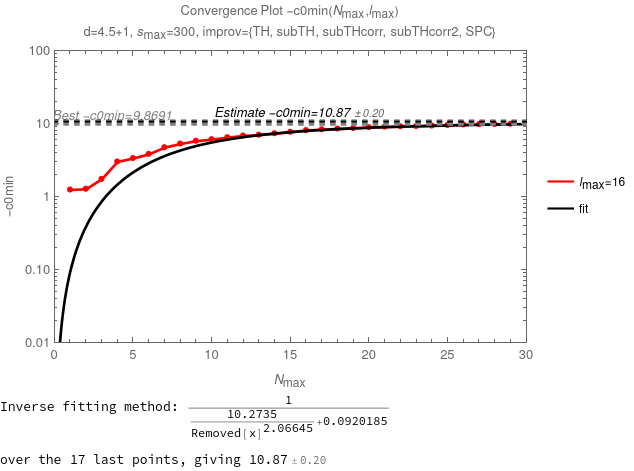 Convergence Plot −c0min(Nmax,lmax)
d=4.5+1, smax=300, improv={TH, subTH, subTHcorr, subTHcorr2, SPC}
100
Best −c0min=9.8691
Estimate −c0min=10.87 ±0.20
10
−c0min
1
0.10
0.01
0 5 10 15 20 25 30
Nmax
lmax=16
fit
Inverse fitting method:
1
10.2735
Removed[x]^2.06645 +0.0920185
over the 17 last points, giving 10.87 ±0.20